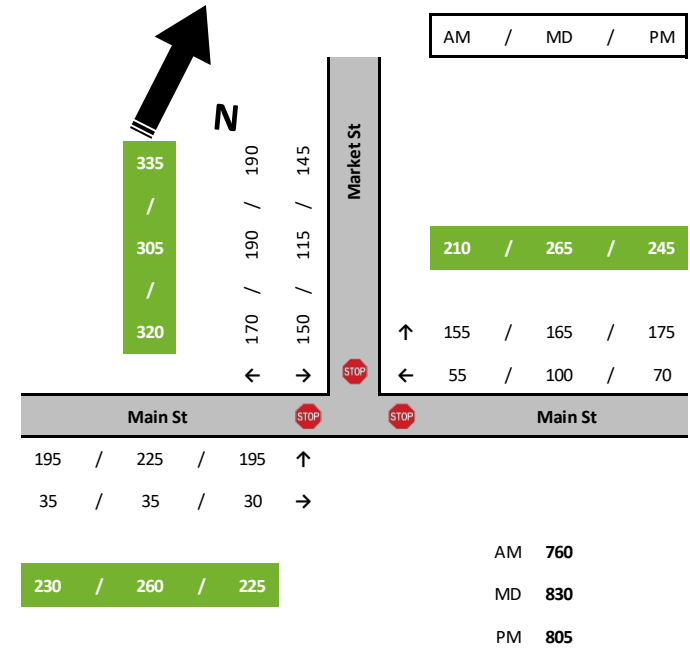 AM / MD / PM
N
335
/
305
/
320
170 / 190 / 190
150 / 115 / 145
Market St
210 / 265 / 245
↑ 155 / 165 / 175
← → STOP ← 55 / 100 / 70
Main St STOP STOP Main St
195 / 225 / 195 ↑
35 / 35 / 30 →
230 / 260 / 225
AM 760
MD 830
PM 805